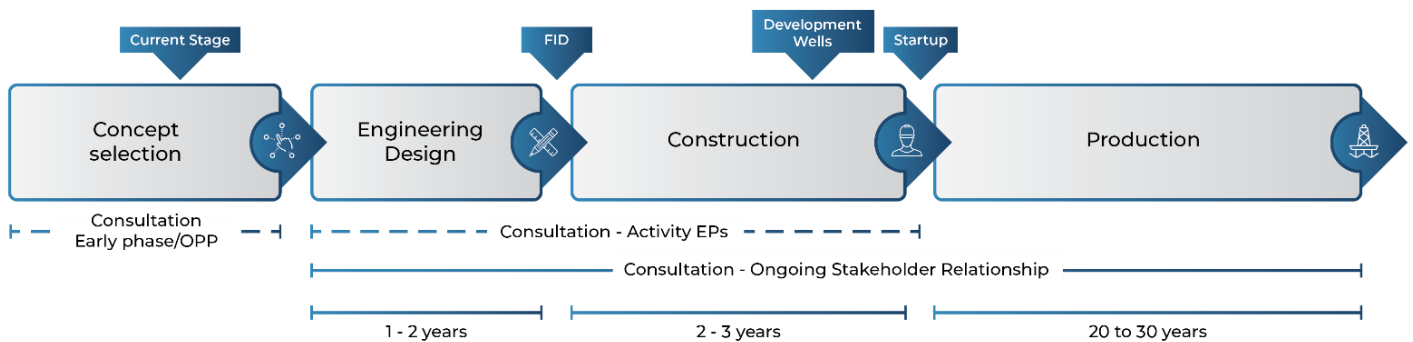 Current Stage
FID
Development
Wells
Startup
Concept
selection
Engineering
Design
Construction
Production
Consultation
Early phase/OPP
Consultation - Activity EPs
Consultation - Ongoing Stakeholder Relationship
1 - 2 years
2 - 3 years
20 to 30 years